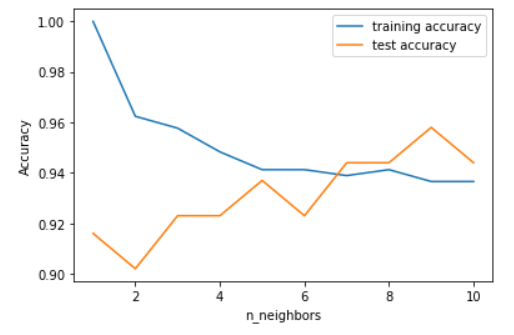 1.00
0.98
0.96
0.94
0.92
0.90
Accuracy
training accuracy
test accuracy
2 4 6 8 10
n_neighbors